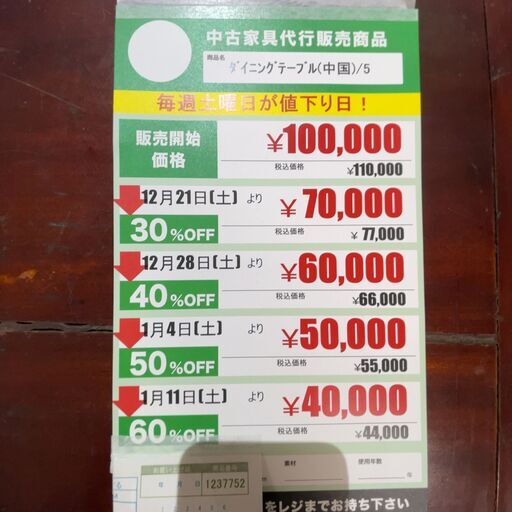 中古家具代行販売商品
商品名
ﾀﾞｲﾆﾝｸﾞﾃｰﾌﾞﾙ(中国)/5
毎週土曜日が値下り日！
販売開始
価格
¥100,000
税込価格 ¥110,000
12月21日(土) より
¥70,000
30%OFF
税込価格 ¥77,000
12月28日(土) より
¥60,000
40%OFF
税込価格 ¥66,000
1月4日(土) より
¥50,000
50%OFF
税込価格 ¥55,000
1月11日(土) より
¥40,000
60%OFF
税込価格 ¥44,000
素材 使用年数
年
年 月 日
1237752
をレジまでお持ち下さい